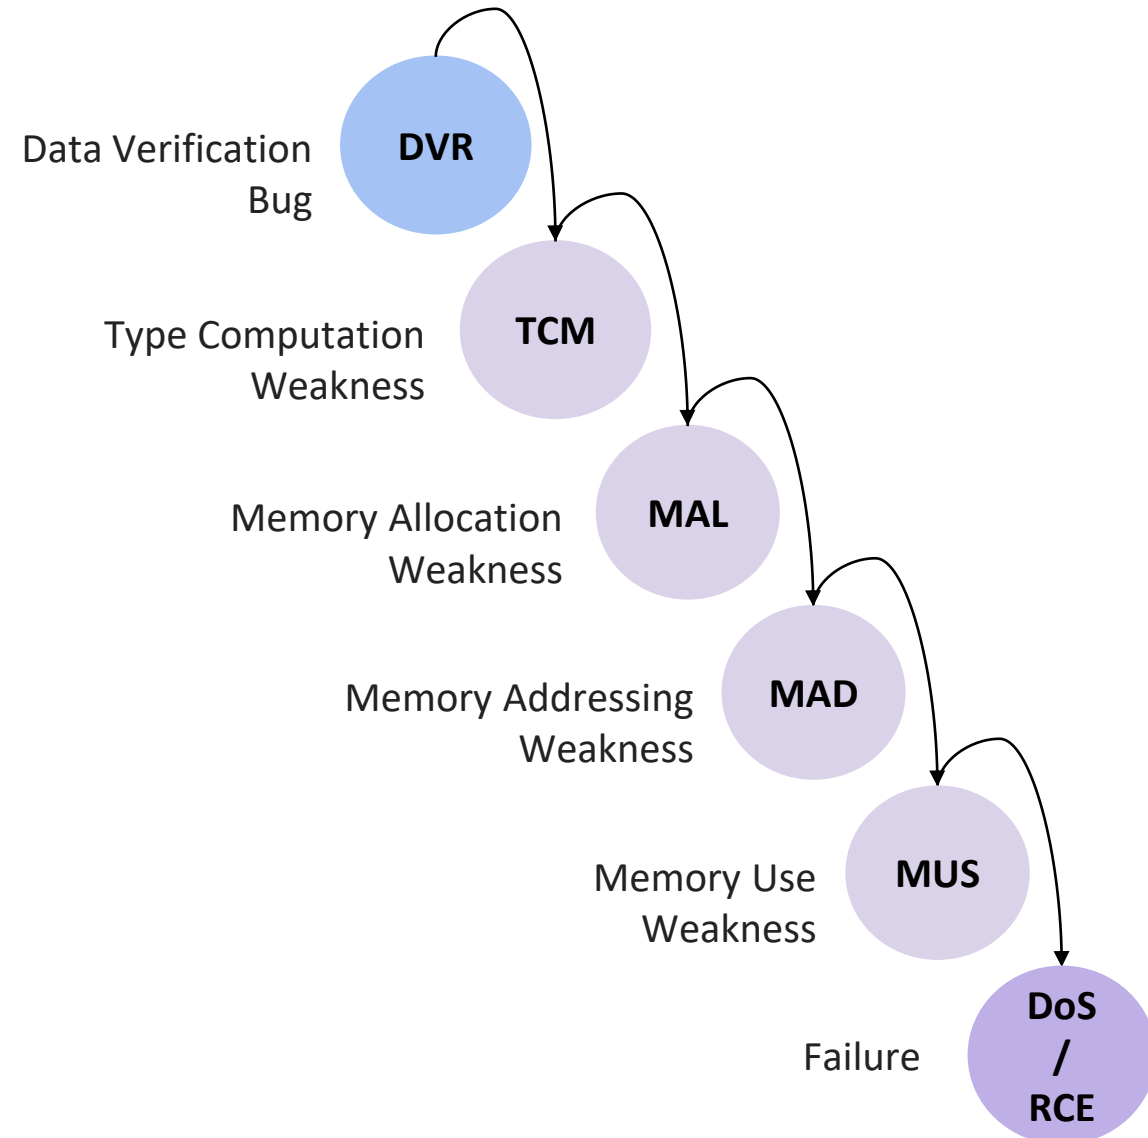 Data Verification
Bug
DVR
Type Computation
Weakness
TCM
Memory Allocation
Weakness
MAL
Memory Addressing
Weakness
MAD
Memory Use
Weakness
MUS
Failure
DoS
/
RCE